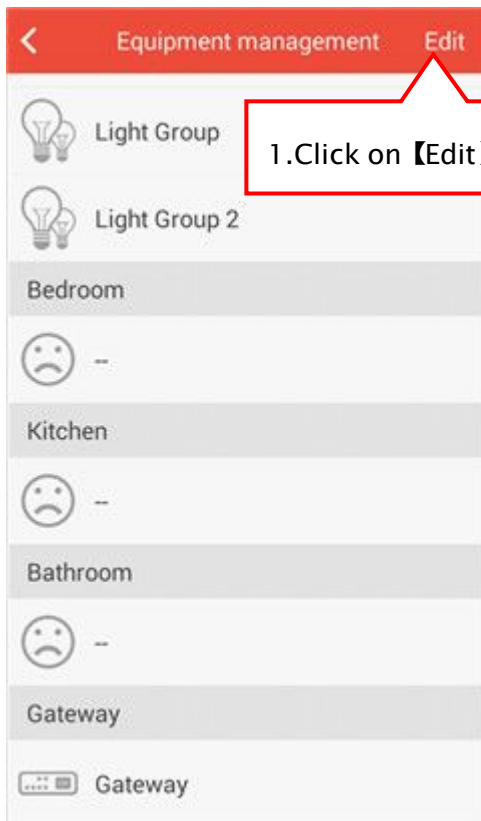 Equipment management Edit
Light Group
1.Click on【Edit】
Light Group 2
Bedroom
--
Kitchen
--
Bathroom
--
Gateway
Gateway